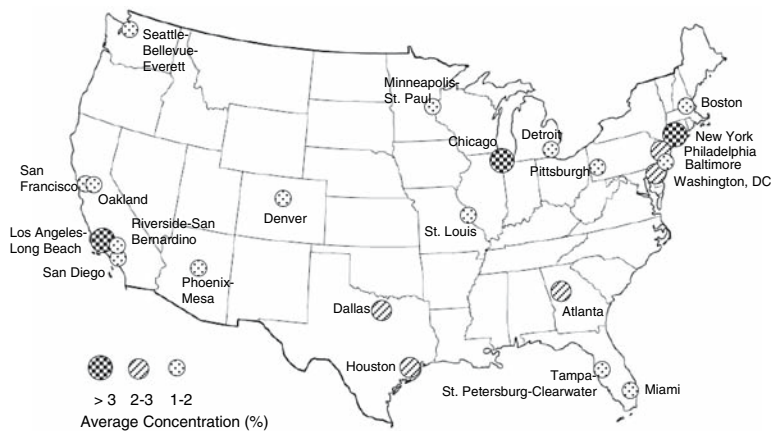 Seattle-
Bellevue-
Everett
Minneapolis-
St. Paul
Boston
Chicago
Detroit
New York
Philadelphia
Pittsburgh
Baltimore
Washington, DC
San
Francisco
Oakland
Denver
St. Louis
Los Angeles-
Long Beach
Riverside-San
Bernardino
San Diego
Phoenix-
Mesa
Dallas
Atlanta
Houston
Tampa-
St. Petersburg-Clearwater
Miami
> 3 2-3 1-2
Average Concentration (%)